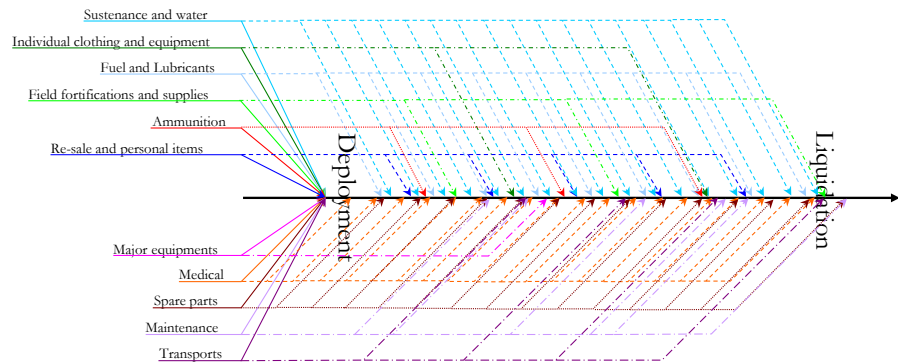 Sustenance and water
Individual clothing and equipment
Fuel and Lubricants
Field fortifications and supplies
Ammunition
Re-sale and personal items
Deployment
Liquidation
Major equipments
Medical
Spare parts
Maintenance
Transports